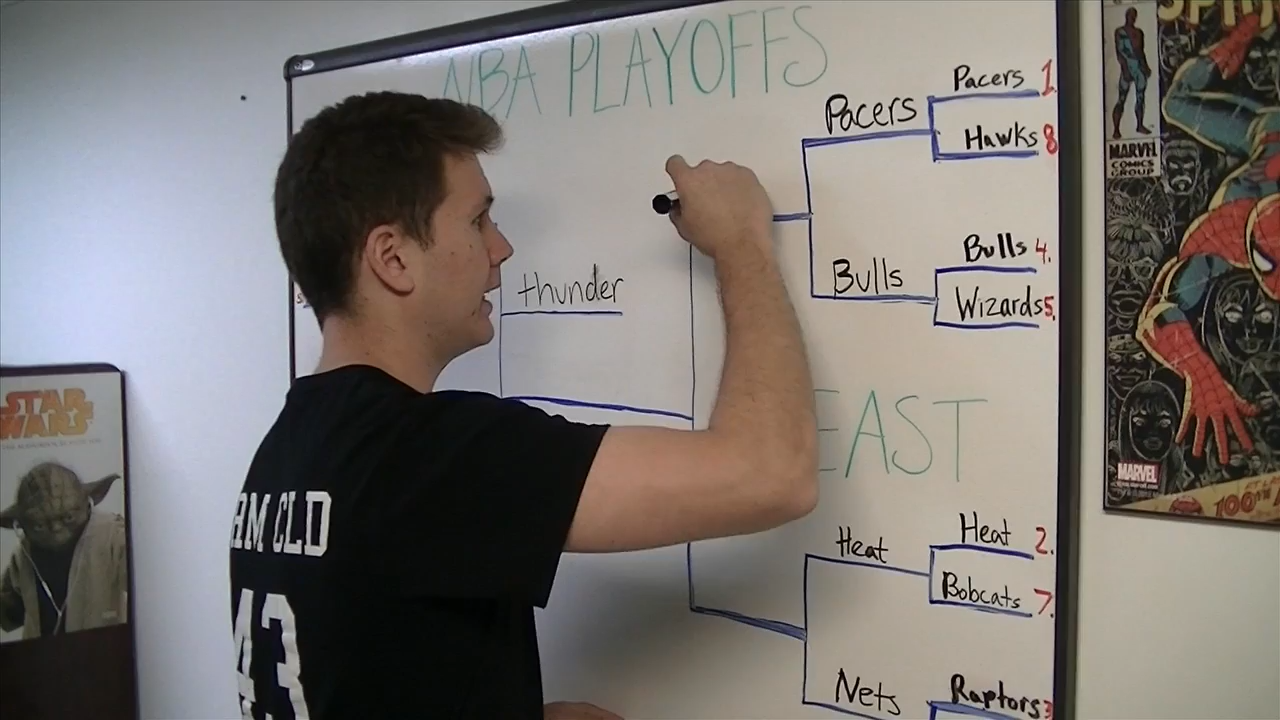 NBA PLAYOFFS
Pacers 1.
Pacers
Hawks 8
Bulls 4.
Bulls
Wizards 5.
thunder
EAST
Heat 2.
Heat
Bobcats 7.
Raptors 3
Nets
STAR
WARS
HM CLD
43
MARVEL
COMICS
GROUP
MARVEL
100TH